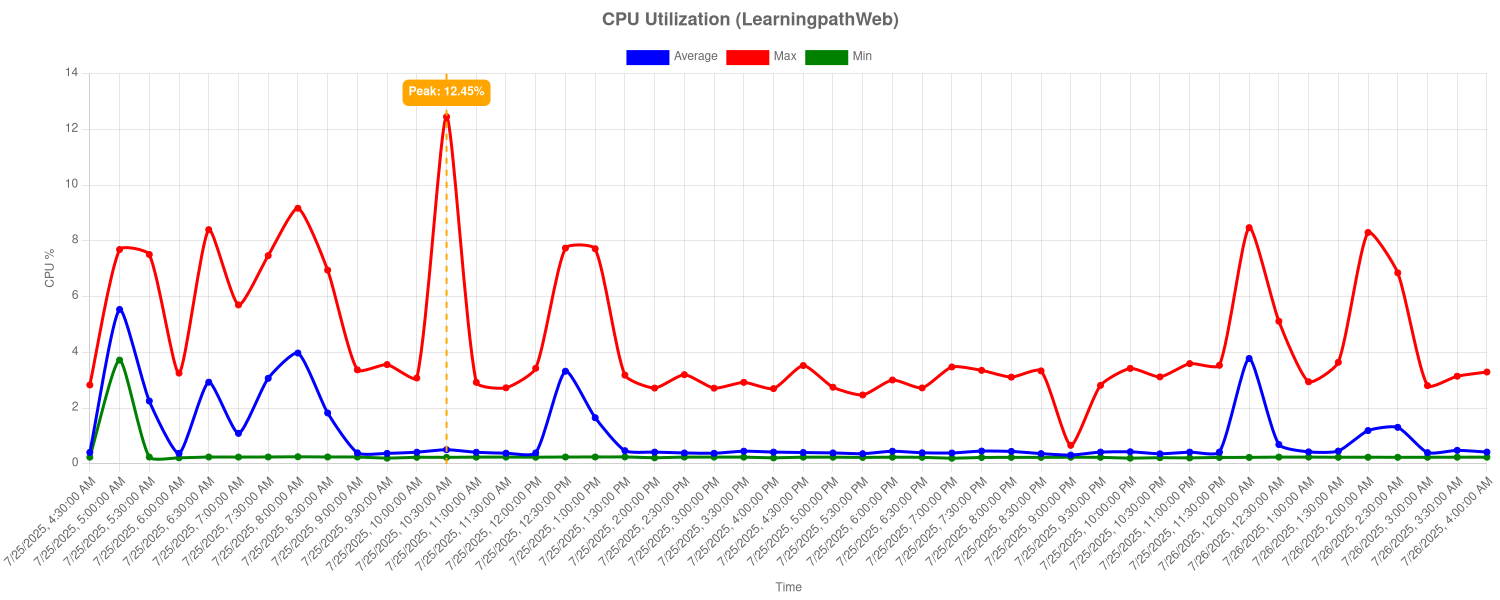 CPU Utilization (LearningpathWeb)
Average Max Min
Peak: 12.45%
14
12
10
8
6
4
2
0
CPU %
7/25/2025, 4:30:00 AM
7/25/2025, 5:00:00 AM
7/25/2025, 5:30:00 AM
7/25/2025, 6:00:00 AM
7/25/2025, 6:30:00 AM
7/25/2025, 7:00:00 AM
7/25/2025, 7:30:00 AM
7/25/2025, 8:00:00 AM
7/25/2025, 8:30:00 AM
7/25/2025, 9:00:00 AM
7/25/2025, 9:30:00 AM
7/25/2025, 10:00:00 AM
7/25/2025, 10:30:00 AM
7/25/2025, 11:00:00 AM
7/25/2025, 11:30:00 AM
7/25/2025, 12:00:00 PM
7/25/2025, 12:30:00 PM
7/25/2025, 1:00:00 PM
7/25/2025, 1:30:00 PM
7/25/2025, 2:00:00 PM
7/25/2025, 2:30:00 PM
7/25/2025, 3:00:00 PM
7/25/2025, 3:30:00 PM
7/25/2025, 4:00:00 PM
7/25/2025, 4:30:00 PM
7/25/2025, 5:00:00 PM
7/25/2025, 5:30:00 PM
7/25/2025, 6:00:00 PM
7/25/2025, 6:30:00 PM
7/25/2025, 7:00:00 PM
7/25/2025, 7:30:00 PM
7/25/2025, 8:00:00 PM
7/25/2025, 8:30:00 PM
7/25/2025, 9:00:00 PM
7/25/2025, 9:30:00 PM
7/25/2025, 10:00:00 PM
7/25/2025, 10:30:00 PM
7/25/2025, 11:00:00 PM
7/25/2025, 11:30:00 PM
7/26/2025, 12:00:00 AM
7/26/2025, 12:30:00 AM
7/26/2025, 1:00:00 AM
7/26/2025, 1:30:00 AM
7/26/2025, 2:00:00 AM
7/26/2025, 2:30:00 AM
7/26/2025, 3:00:00 AM
7/26/2025, 3:30:00 AM
7/26/2025, 4:00:00 AM
Time